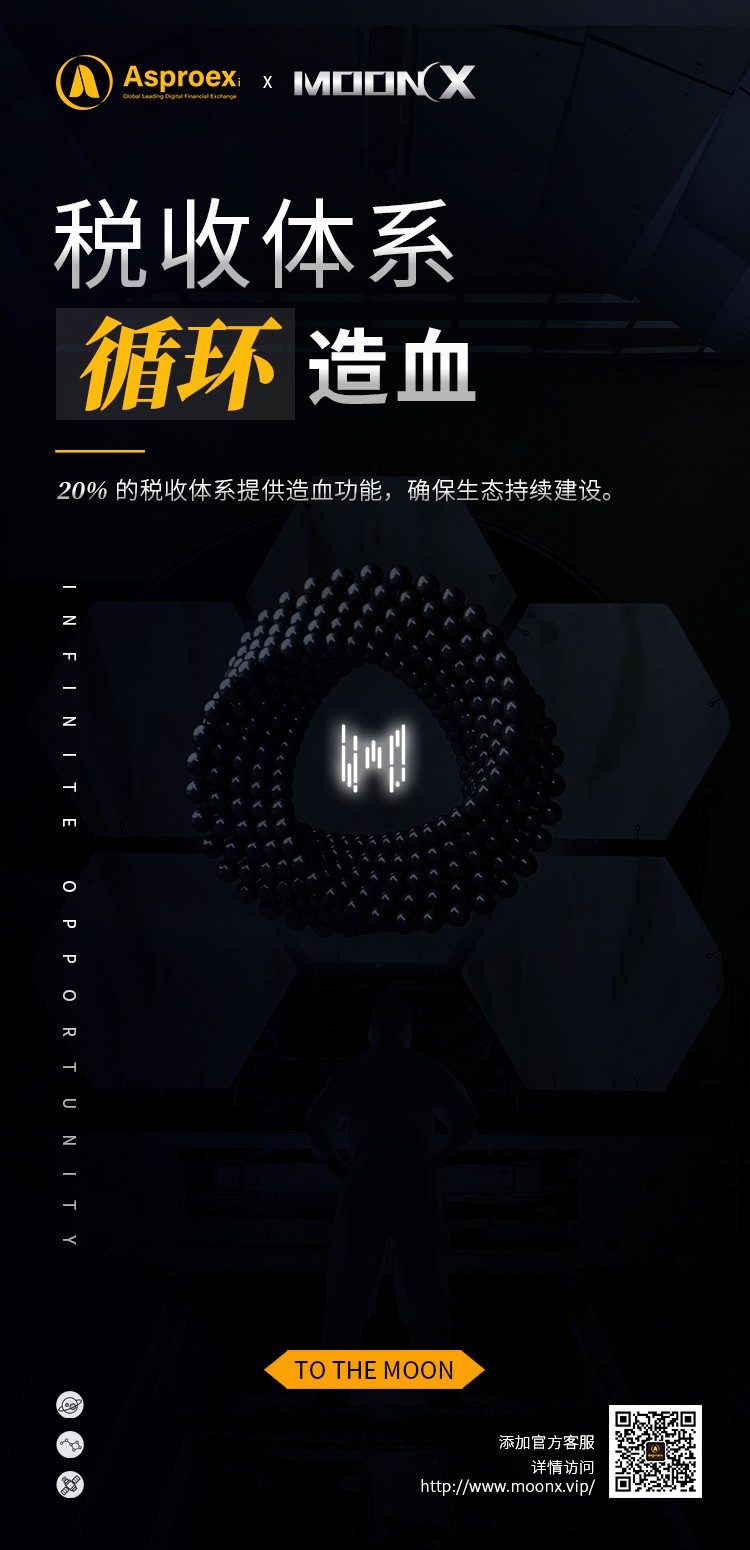 Asproex
Global Leading Digital Financial Exchange
X
MOONX
税收体系
循环造血
20% 的税收体系提供造血功能，确保生态持续建设。
INFINITE OPPORTUNITY
TO THE MOON
添加官方客服
详情访问
http://www.moonx.vip/